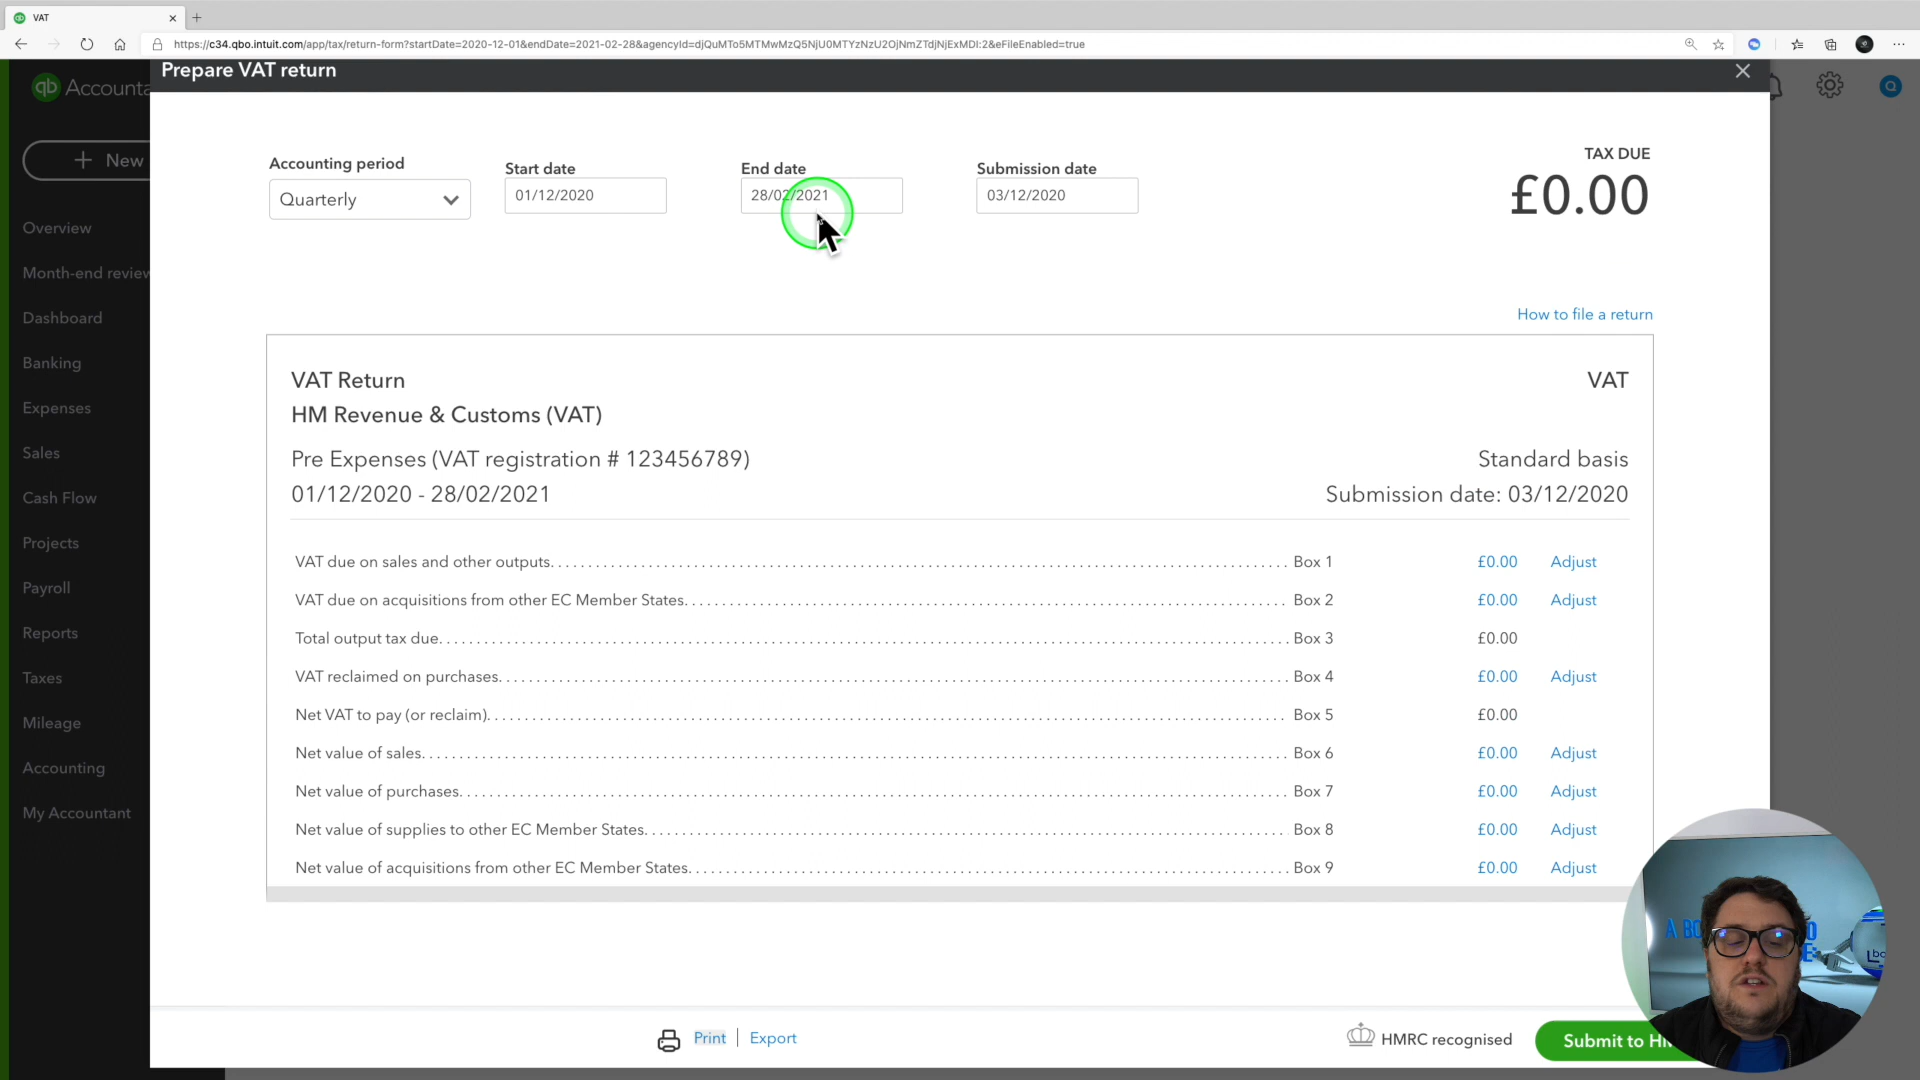 VAT
https://c34.qbo.intuit.com/app/tax/return-form?startDate=2020-12-01&endDate=2021-02-28&agencyId=djQuMTo5MTMwMzQ5NjU0MTYzNzU2OjNmZTdjNjExMDI:2&eFileEnabled=true
Prepare VAT return
qb Accounta
New
Overview
Month-end review
Dashboard
Banking
Expenses
Sales
Cash Flow
Projects
Payroll
Reports
Taxes
Mileage
Accounting
My Accountant
Accounting period
Quarterly
Start date
01/12/2020
End date
28/02/2021
Submission date
03/12/2020
TAX DUE
£0.00
How to file a return
VAT Return VAT
HM Revenue & Customs (VAT)
Pre Expenses (VAT registration # 123456789) Standard basis
01/12/2020 - 28/02/2021 Submission date: 03/12/2020
VAT due on sales and other outputs. Box 1 £0.00 Adjust
VAT due on acquisitions from other EC Member States. Box 2 £0.00 Adjust
Total output tax due. Box 3 £0.00
VAT reclaimed on purchases. Box 4 £0.00 Adjust
Net VAT to pay (or reclaim). Box 5 £0.00
Net value of sales. Box 6 £0.00 Adjust
Net value of purchases. Box 7 £0.00 Adjust
Net value of supplies to other EC Member States. Box 8 £0.00 Adjust
Net value of acquisitions from other EC Member States. Box 9 £0.00 Adjust
Print | Export
HMRC recognised
Submit to H